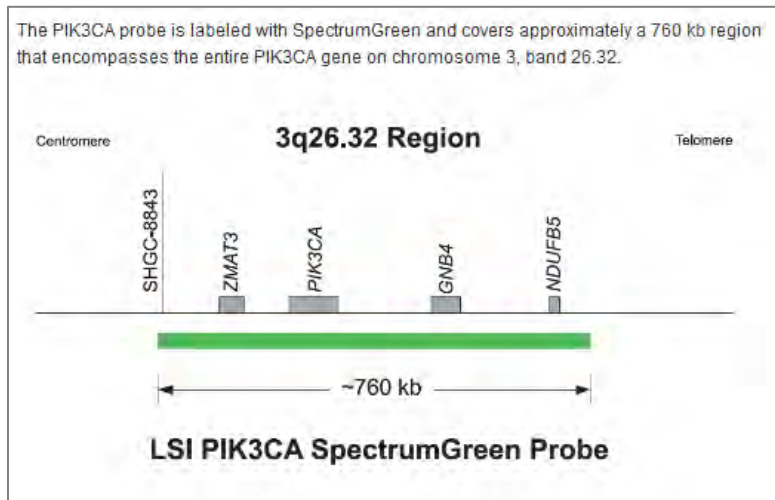 The PIK3CA probe is labeled with SpectrumGreen and covers approximately a 760 kb region
that encompasses the entire PIK3CA gene on chromosome 3, band 26.32.
Centromere
3q26.32 Region
Telomere
SHGC-8843
ZMAT3
PIK3CA
GNB4
NDUFB5
~760 kb
LSI PIK3CA SpectrumGreen Probe